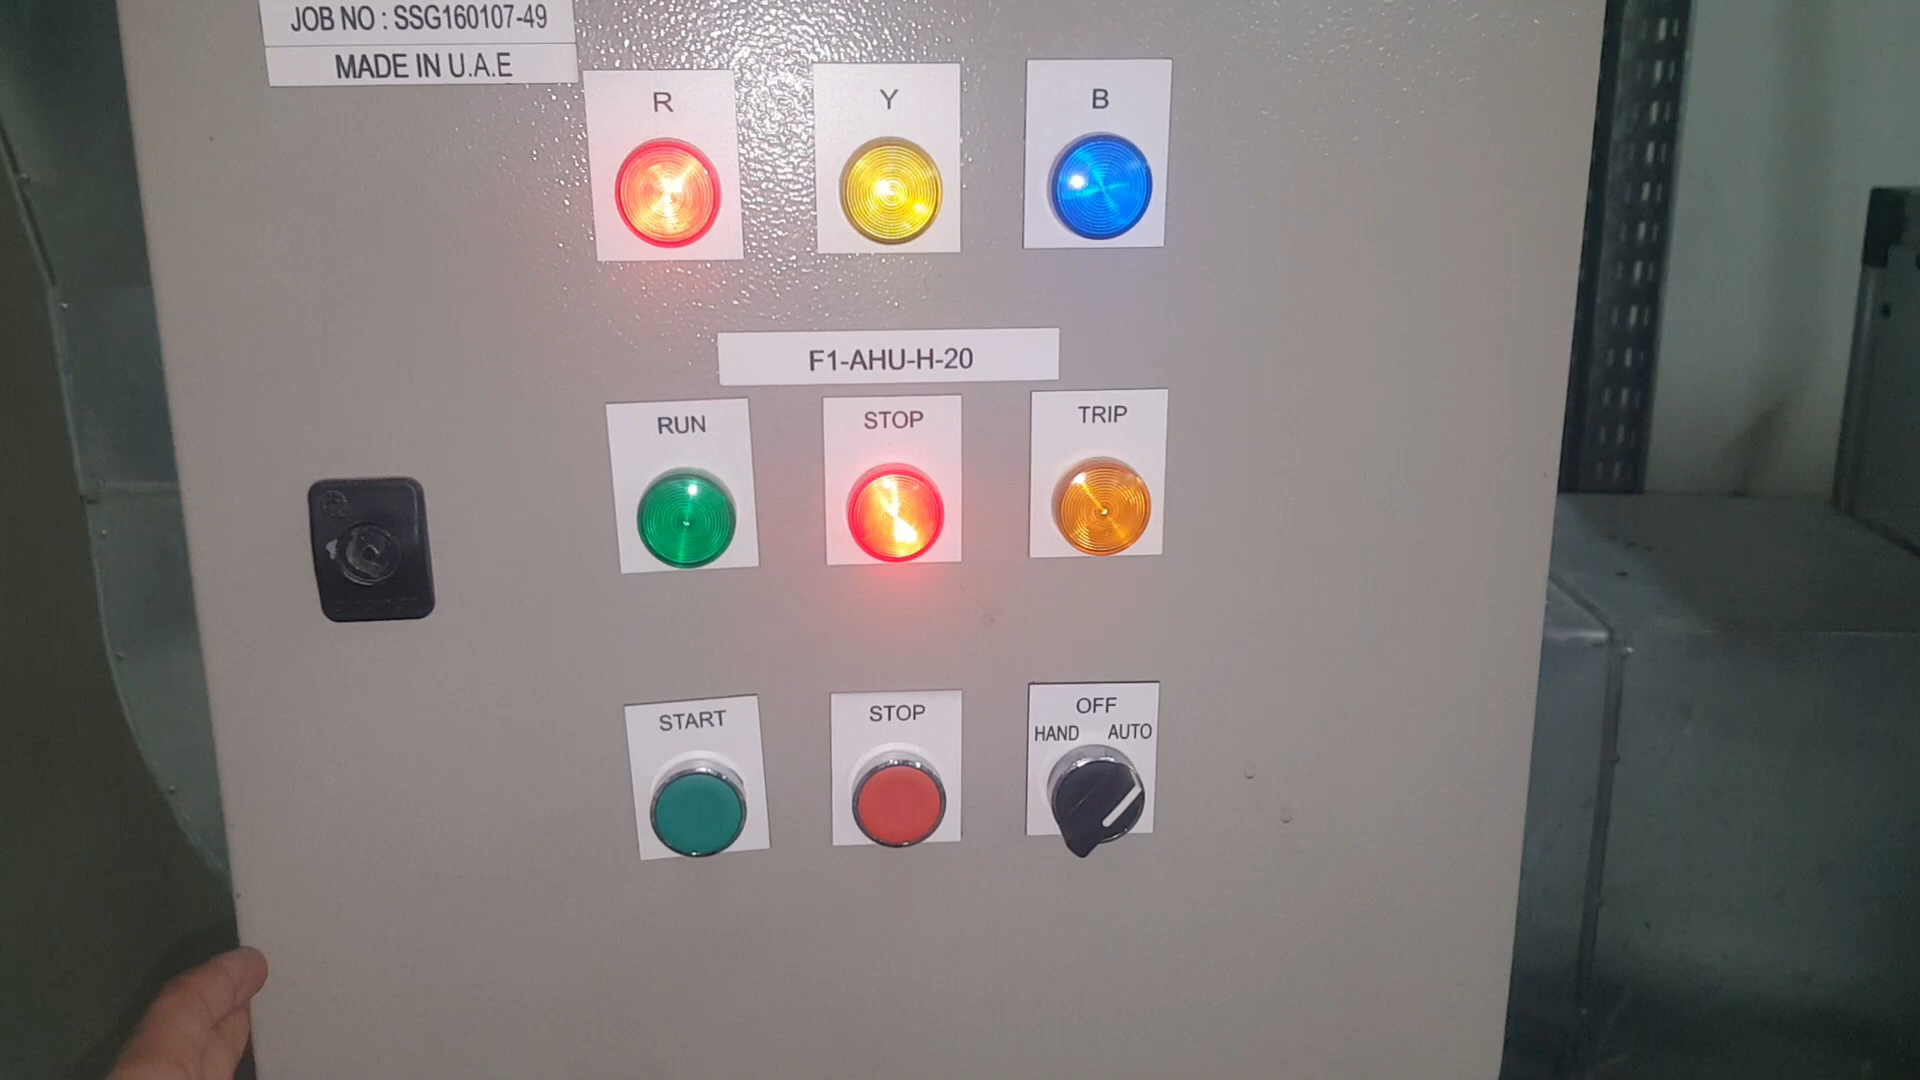 JOB NO : SSG160107-49
MADE IN U.A.E
R
Y
B
F1-AHU-H-20
RUN
STOP
TRIP
START
STOP
OFF
HAND AUTO